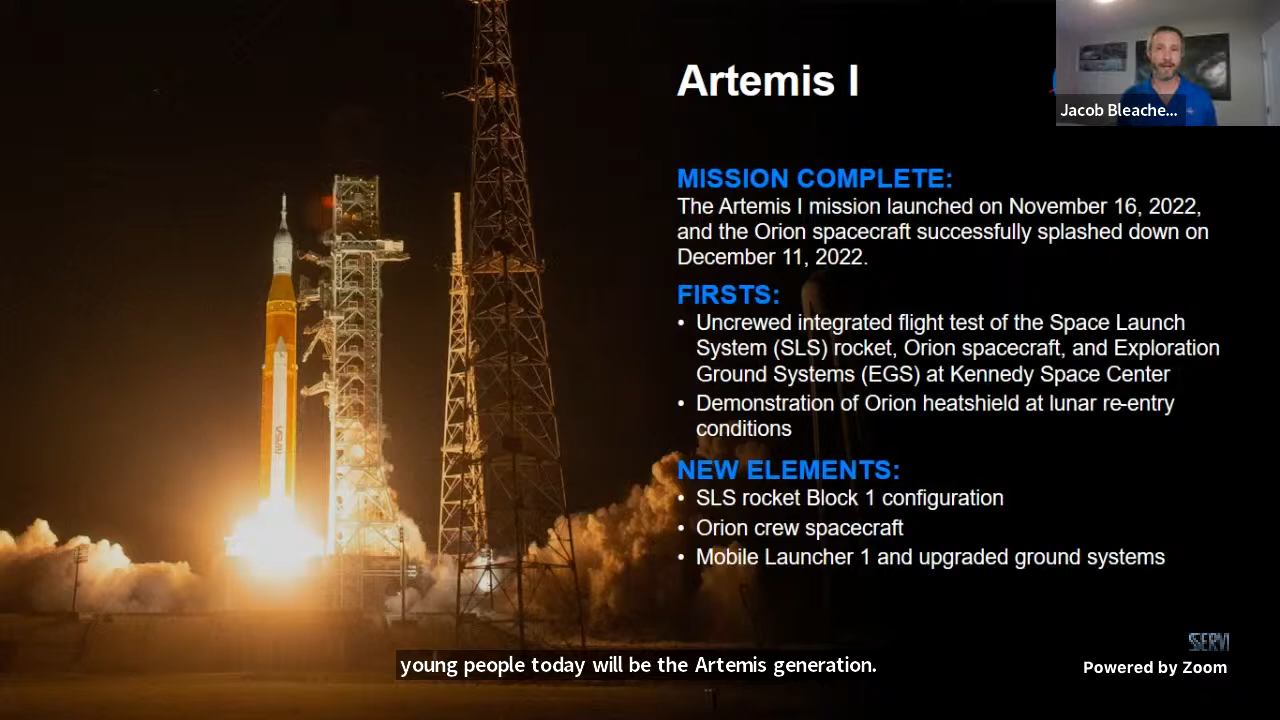 Artemis I
Jacob Bleache...
MISSION COMPLETE:
The Artemis I mission launched on November 16, 2022,
and the Orion spacecraft successfully splashed down on
December 11, 2022.
FIRSTS:
• Uncrewed integrated flight test of the Space Launch
System (SLS) rocket, Orion spacecraft, and Exploration
Ground Systems (EGS) at Kennedy Space Center
• Demonstration of Orion heatshield at lunar re-entry
conditions
NEW ELEMENTS:
• SLS rocket Block 1 configuration
• Orion crew spacecraft
• Mobile Launcher 1 and upgraded ground systems
young people today will be the Artemis generation.
Powered by Zoom